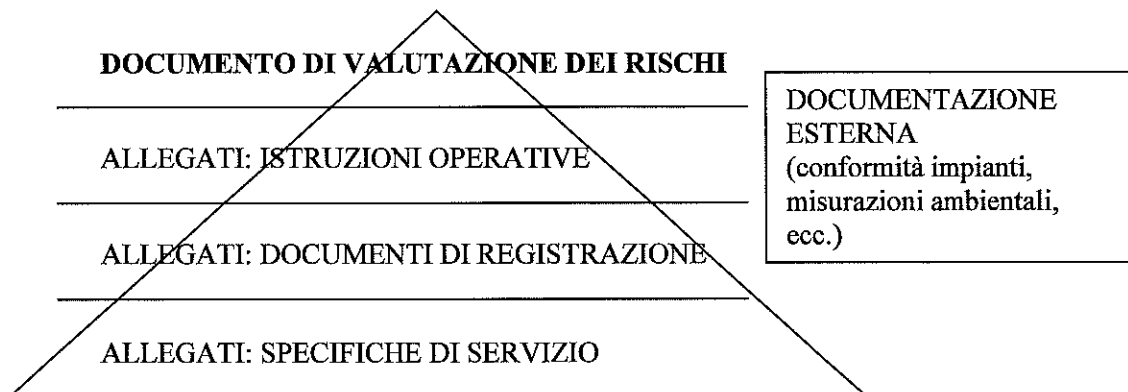 DOCUMENTO DI VALUTAZIONE DEI RISCHI
ALLEGATI: ISTRUZIONI OPERATIVE
ALLEGATI: DOCUMENTI DI REGISTRAZIONE
ALLEGATI: SPECIFICHE DI SERVIZIO
DOCUMENTAZIONE
ESTERNA
(conformità impianti,
misurazioni ambientali,
ecc.)